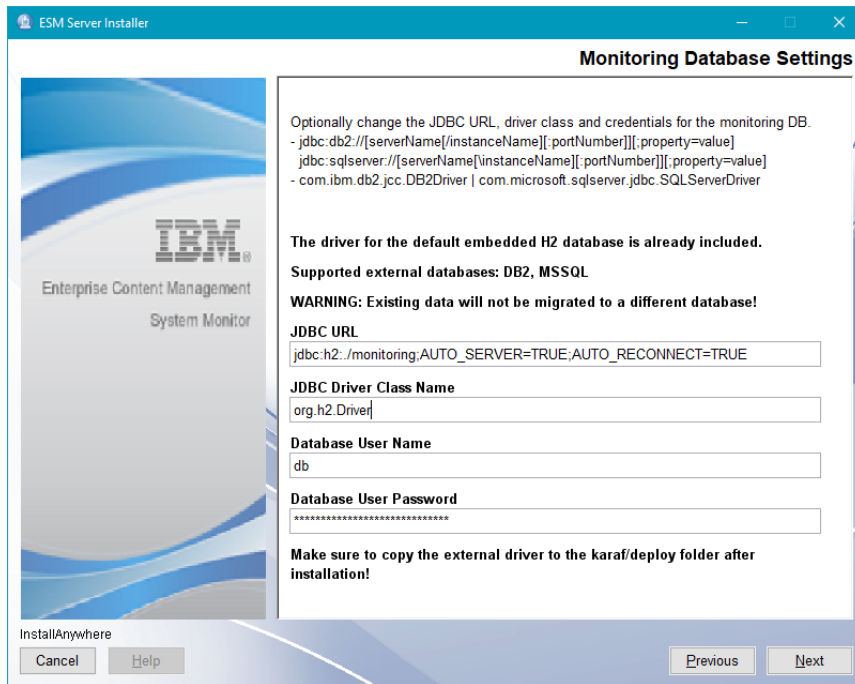 ESM Server Installer
Monitoring Database Settings
IBM®
Enterprise Content Management
System Monitor
Optionally change the JDBC URL, driver class and credentials for the monitoring DB.
- jdbc:db2://[serverName[/instanceName][:portNumber]][;property=value]
jdbc:sqlserver://[serverName[\instanceName][:portNumber]][;property=value]
- com.ibm.db2.jcc.DB2Driver | com.microsoft.sqlserver.jdbc.SQLServerDriver
The driver for the default embedded H2 database is already included.
Supported external databases: DB2, MSSQL
WARNING: Existing data will not be migrated to a different database!
JDBC URL
jdbc:h2:./monitoring;AUTO_SERVER=TRUE;AUTO_RECONNECT=TRUE
JDBC Driver Class Name
org.h2.Driver
Database User Name
db
Database User Password
*****************************
Make sure to copy the external driver to the karaf/deploy folder after
installation!
InstallAnywhere
Cancel Help Previous Next